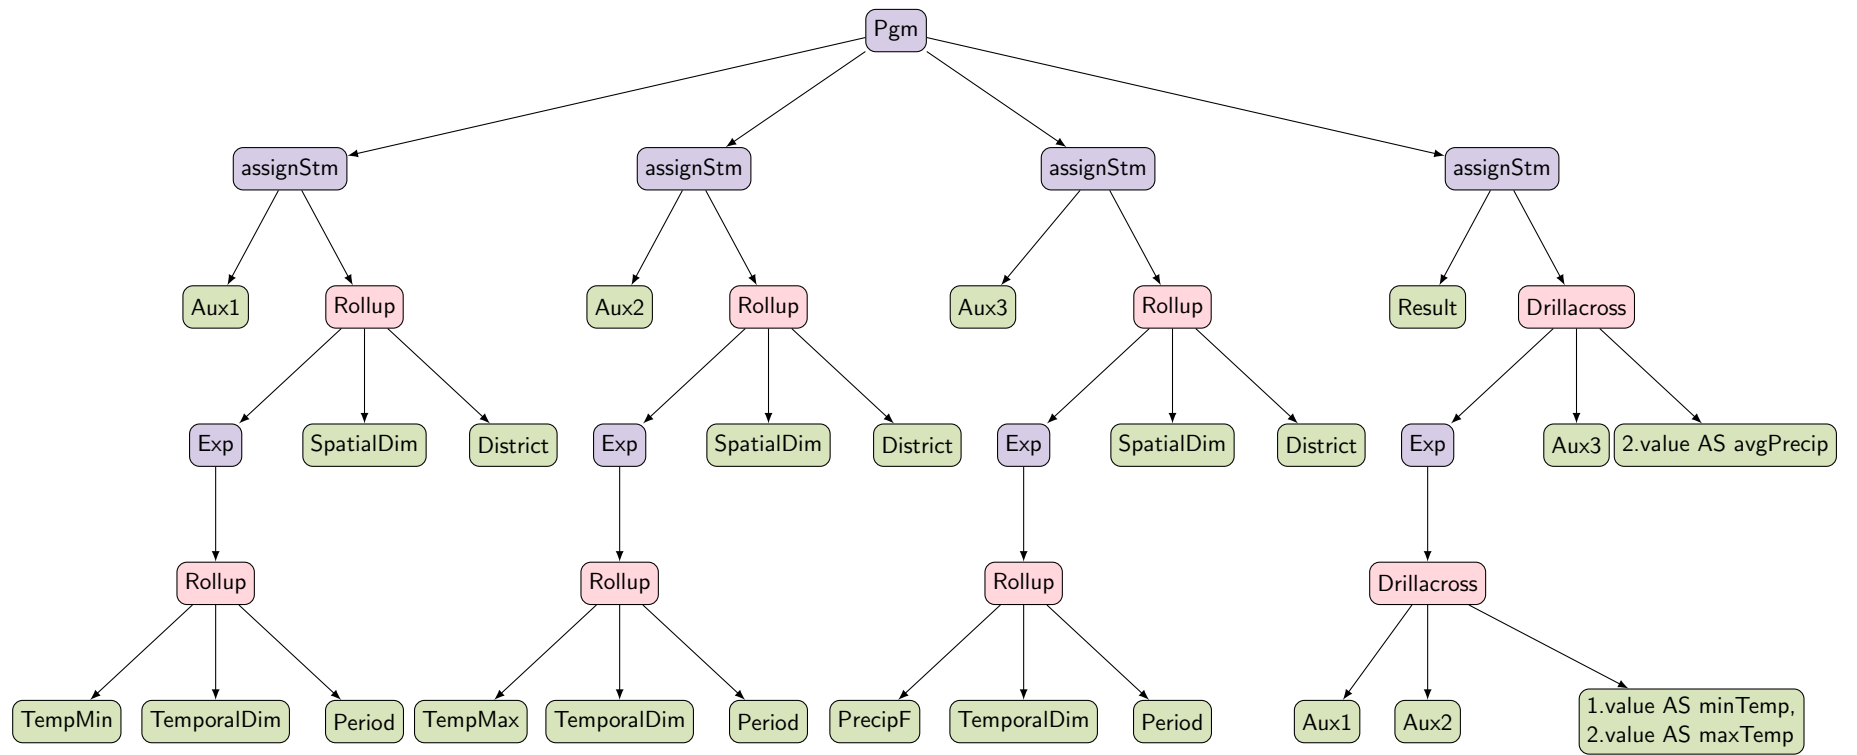 Pgm
assignStm
assignStm
assignStm
assignStm
Aux1
Rollup
Aux2
Rollup
Aux3
Rollup
Result
Drillacross
Exp
SpatialDim
District
Exp
SpatialDim
District
Exp
SpatialDim
District
Exp
Aux3
2.value AS avgPrecip
Rollup
Rollup
Rollup
Drillacross
TempMin
TemporalDim
Period
TempMax
TemporalDim
Period
PrecipF
TemporalDim
Period
Aux1
Aux2
1.value AS minTemp,
2.value AS maxTemp